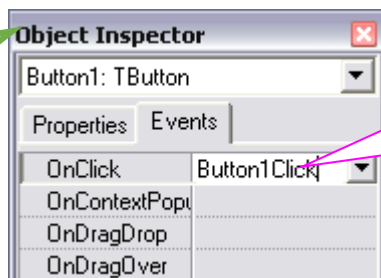 Object Inspector
Button1: TButton
Properties Events
OnClick Button1Click
OnContextPopu
OnDragDrop
OnDragOver